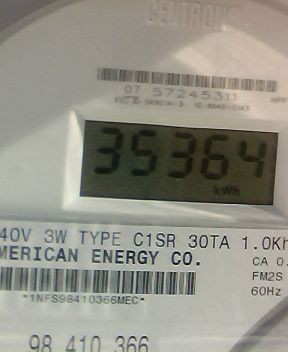 CENTRON®
07 57245311
35364
kWh
40V 3W TYPE C1SR 30TA 1.0Kh
MERICAN ENERGY CO.
CA 0.
FM2S
60Hz
*1NFS98410366MEC*
98 410 366